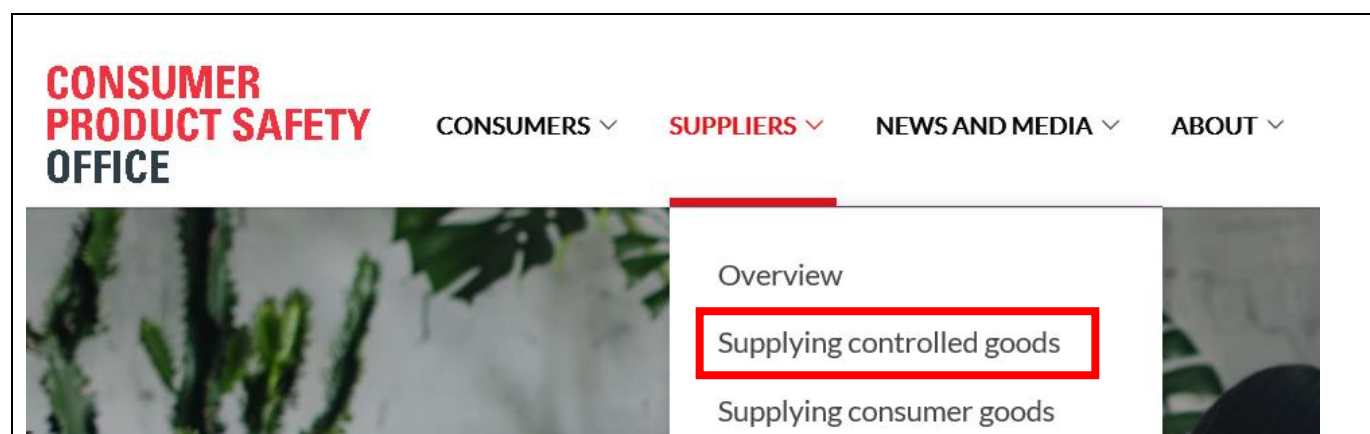 CONSUMER
PRODUCT SAFETY
OFFICE
CONSUMERS SUPPLIERS NEWS AND MEDIA ABOUT
Overview
Supplying controlled goods
Supplying consumer goods